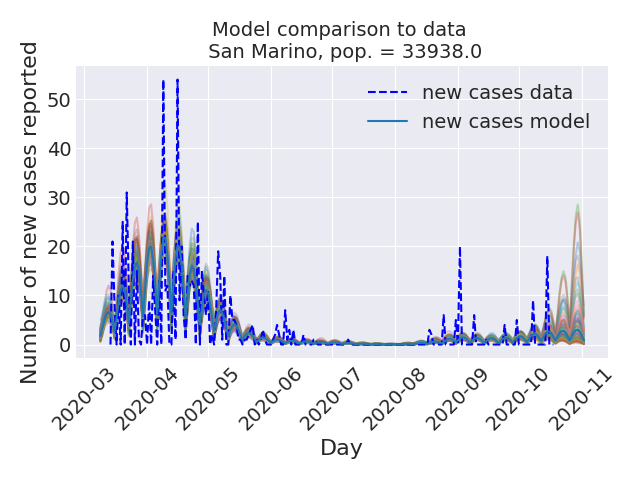 Model comparison to data
San Marino, pop. = 33938.0
Number of new cases reported
50
40
30
20
10
0
new cases data
new cases model
2020-03
2020-04
2020-05
2020-06
2020-07
2020-08
2020-09
2020-10
2020-11
Day